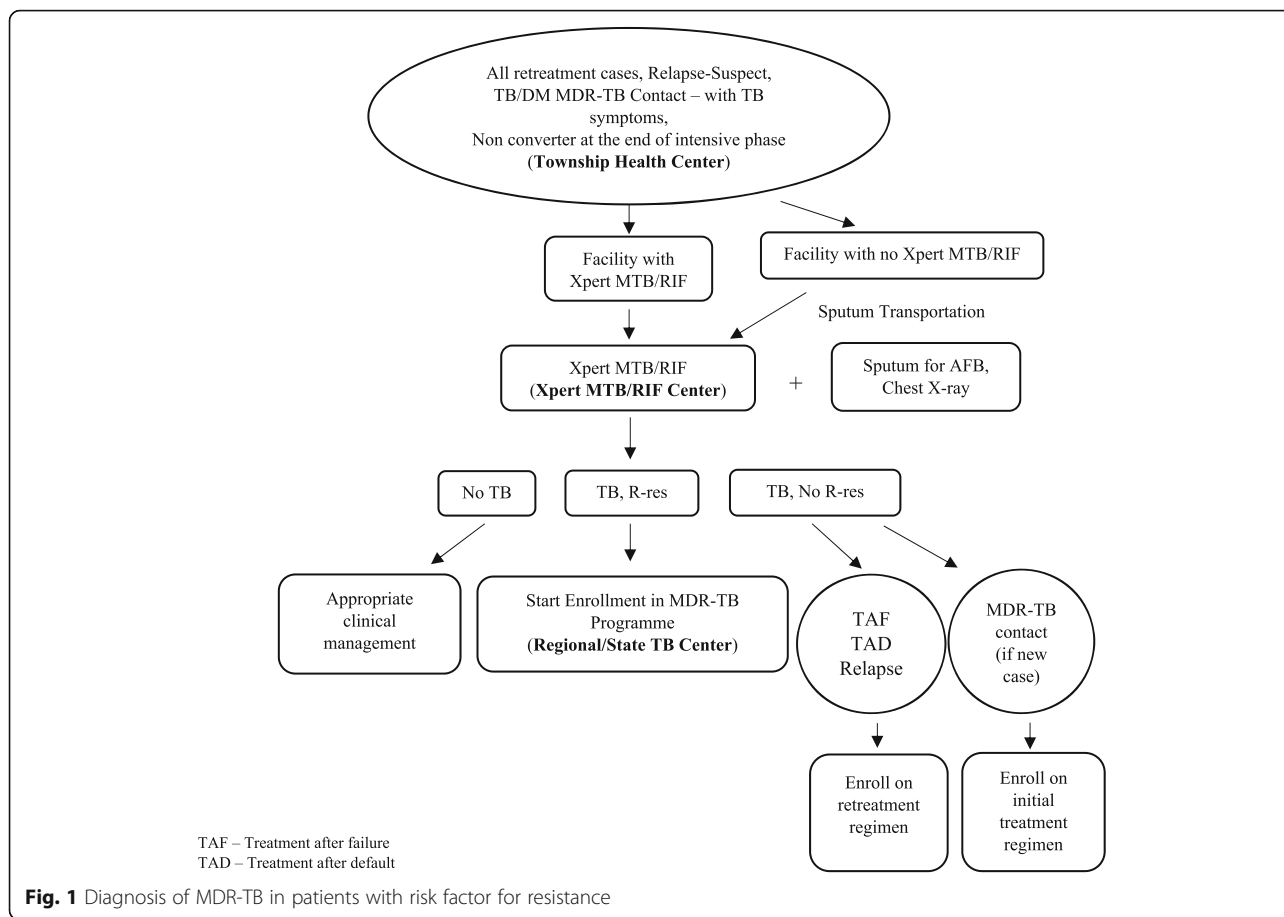 All retreatment cases, Relapse-Suspect,
TB/DM MDR-TB Contact – with TB
symptoms,
Non converter at the end of intensive phase
(Township Health Center)
Facility with
Xpert MTB/RIF
Facility with no Xpert MTB/RIF
Sputum Transportation
Xpert MTB/RIF
(Xpert MTB/RIF Center)
+
Sputum for AFB,
Chest X-ray
No TB
TB, R-res
TB, No R-res
Appropriate
clinical
management
Start Enrollment in MDR-TB
Programme
(Regional/State TB Center)
TAF
TAD
Relapse
MDR-TB
contact
(if new
case)
Enroll on
retreatment
regimen
Enroll on
initial
treatment
regimen
TAF – Treatment after failure
TAD – Treatment after default
Fig. 1 Diagnosis of MDR-TB in patients with risk factor for resistance